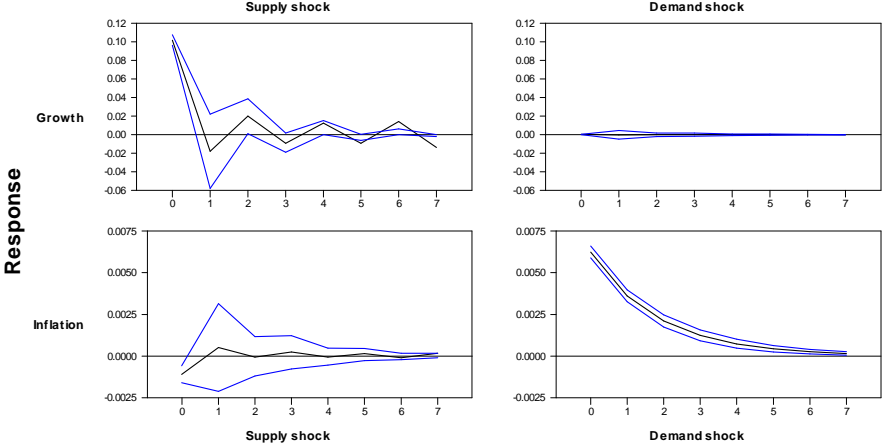 Supply shock
Demand shock
0.12
0.10
0.08
0.06
0.04
0.02
0.00
-0.02
-0.04
-0.06
0 1 2 3 4 5 6 7
0.12
0.10
0.08
0.06
0.04
0.02
0.00
-0.02
-0.04
-0.06
0 1 2 3 4 5 6 7
Growth
Response
Inflation
0.0075
0.0050
0.0025
0.0000
-0.0025
0 1 2 3 4 5 6 7
0.0075
0.0050
0.0025
0.0000
-0.0025
0 1 2 3 4 5 6 7
Supply shock
Demand shock